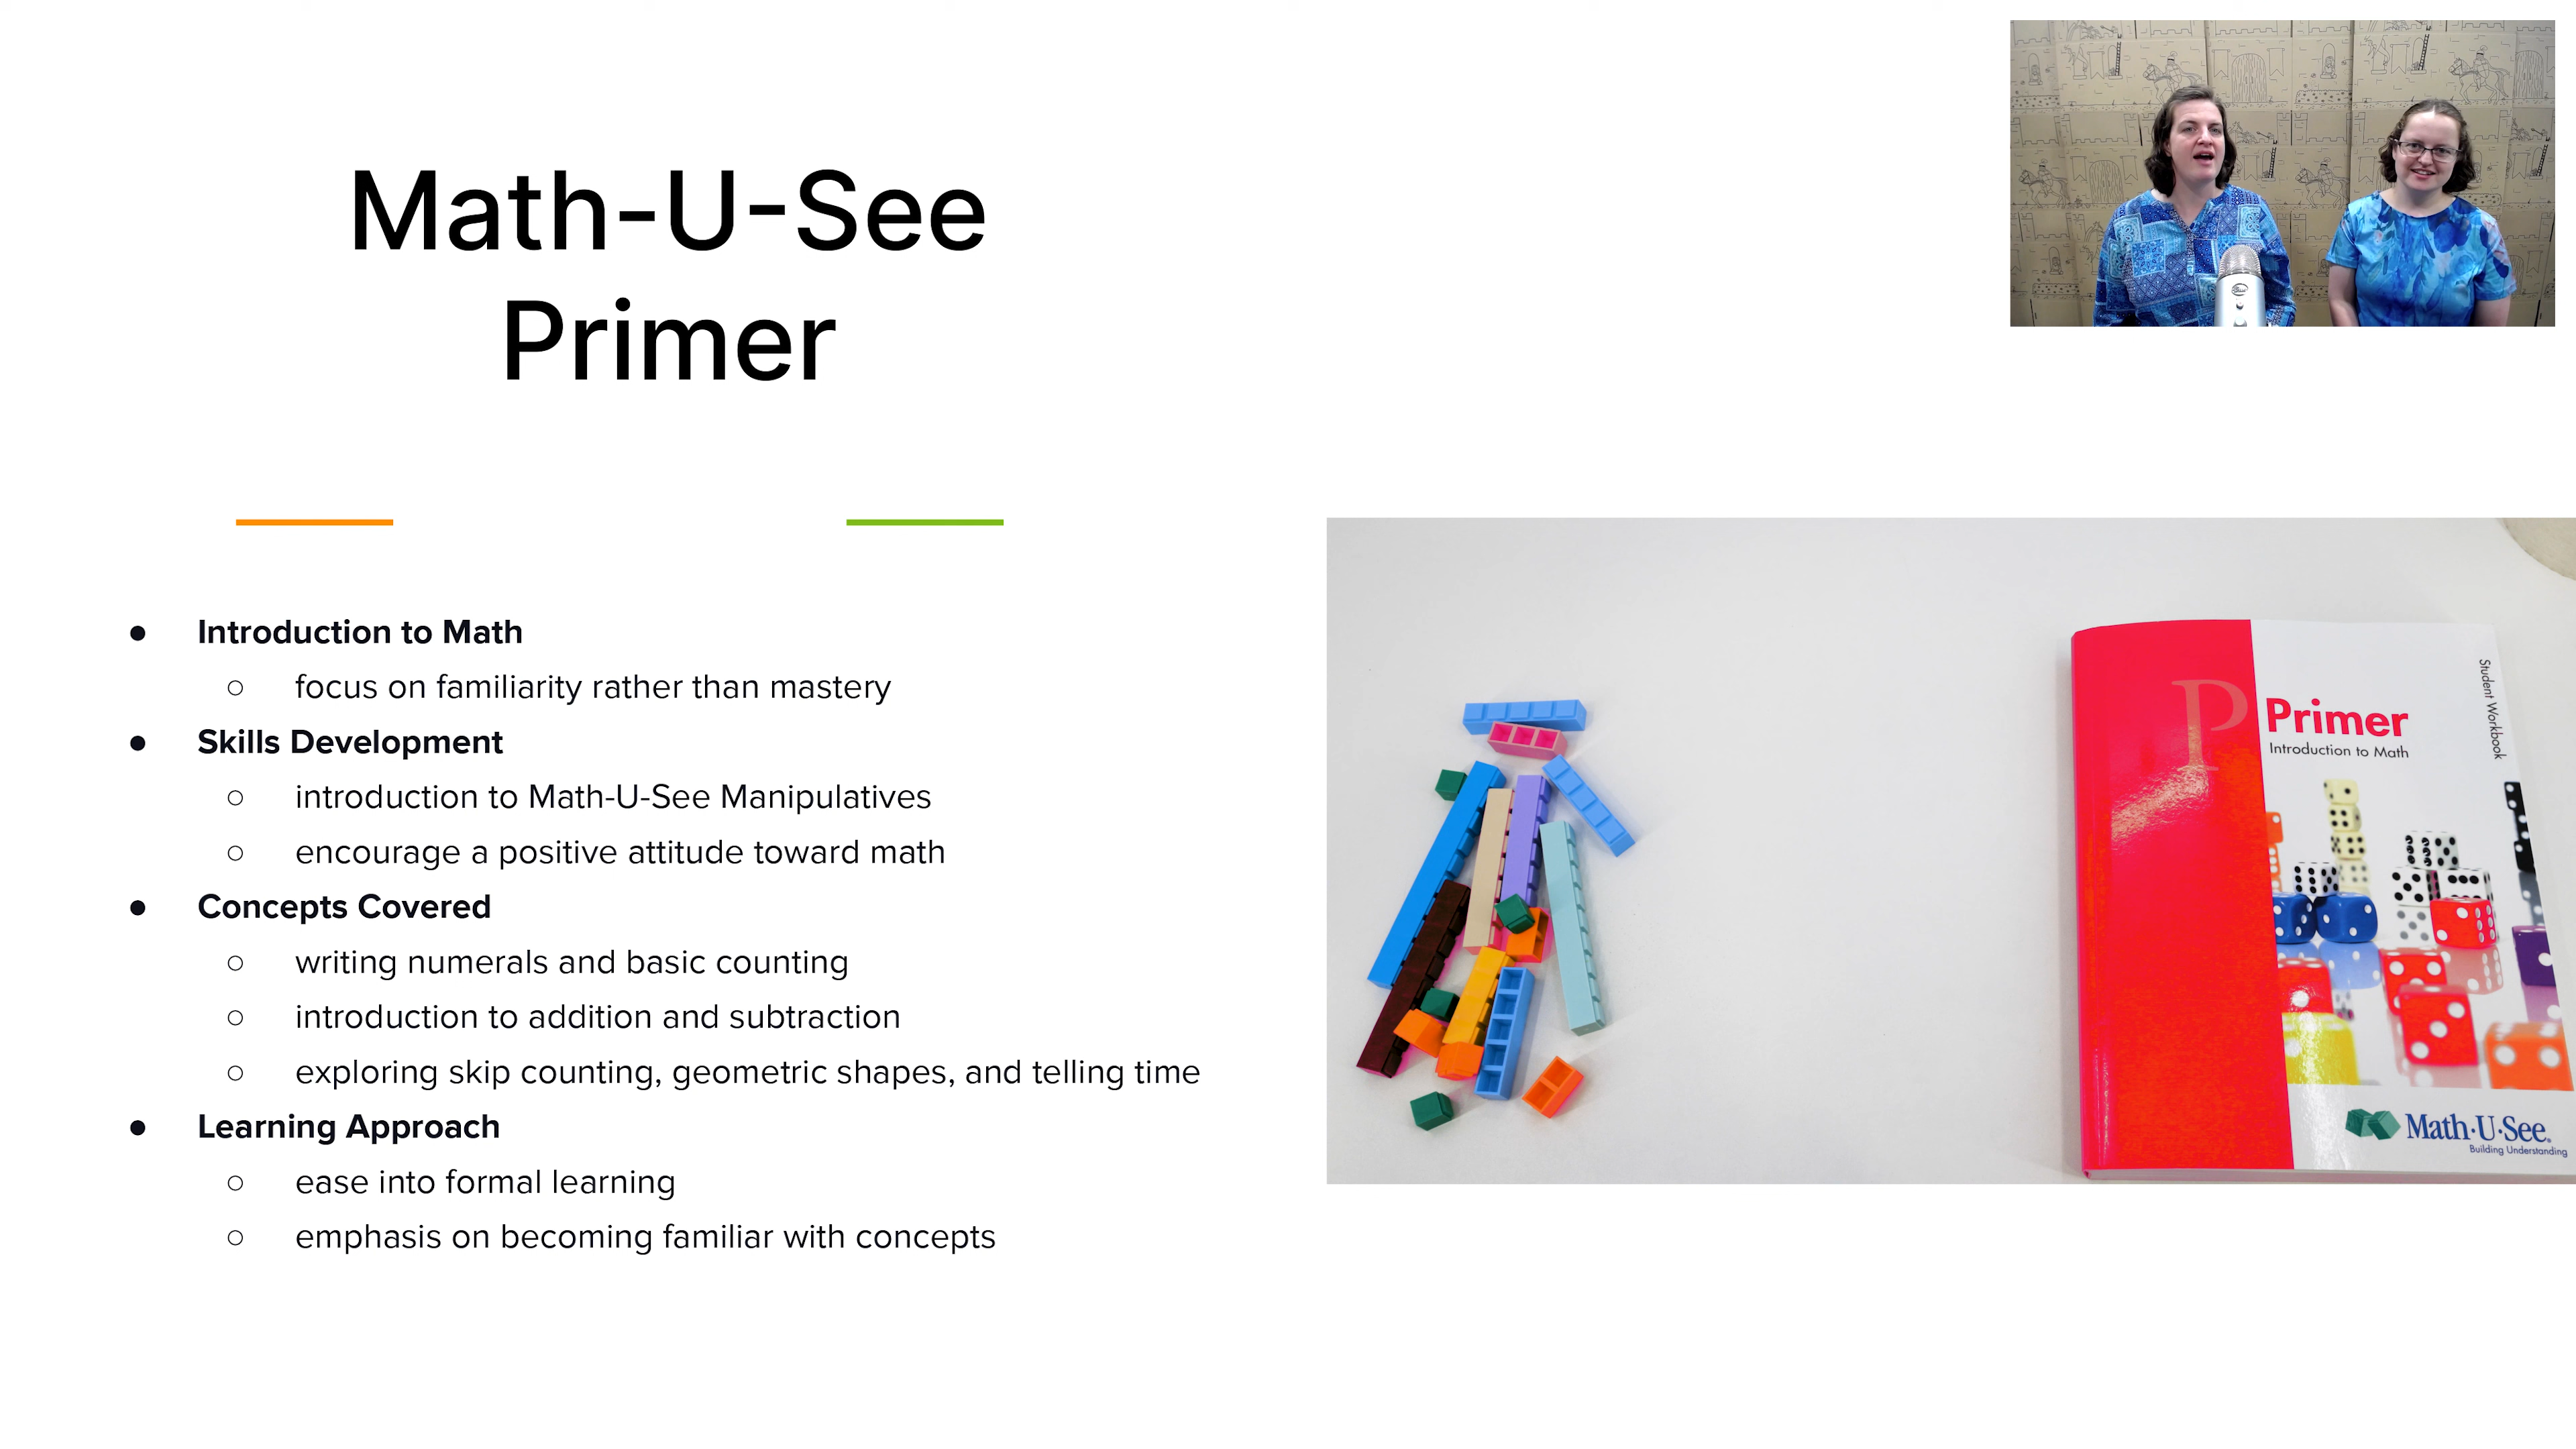 Math-U-See
Primer
● Introduction to Math
○ focus on familiarity rather than mastery
● Skills Development
○ introduction to Math-U-See Manipulatives
○ encourage a positive attitude toward math
● Concepts Covered
○ writing numerals and basic counting
○ introduction to addition and subtraction
○ exploring skip counting, geometric shapes, and telling time
● Learning Approach
○ ease into formal learning
○ emphasis on becoming familiar with concepts
P
Primer
Introduction to Math
Student Workbook
Math·U·See®
Building Understanding